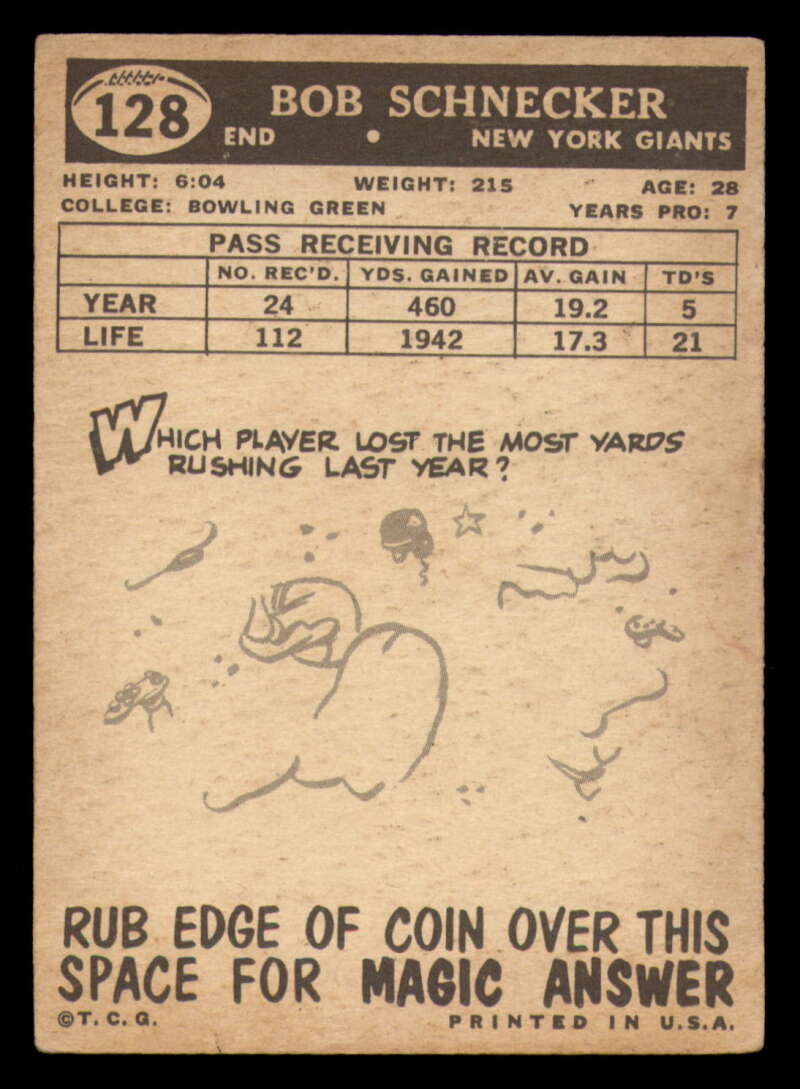 128
BOB SCHNECKER
END • NEW YORK GIANTS
HEIGHT: 6:04 WEIGHT: 215 AGE: 28
COLLEGE: BOWLING GREEN YEARS PRO: 7
PASS RECEIVING RECORD
NO. REC'D. YDS. GAINED AV. GAIN TD'S
YEAR 24 460 19.2 5
LIFE 112 1942 17.3 21
WHICH PLAYER LOST THE MOST YARDS
RUSHING LAST YEAR?
RUB EDGE OF COIN OVER THIS
SPACE FOR MAGIC ANSWER
©T. C. G. PRINTED IN U.S.A.